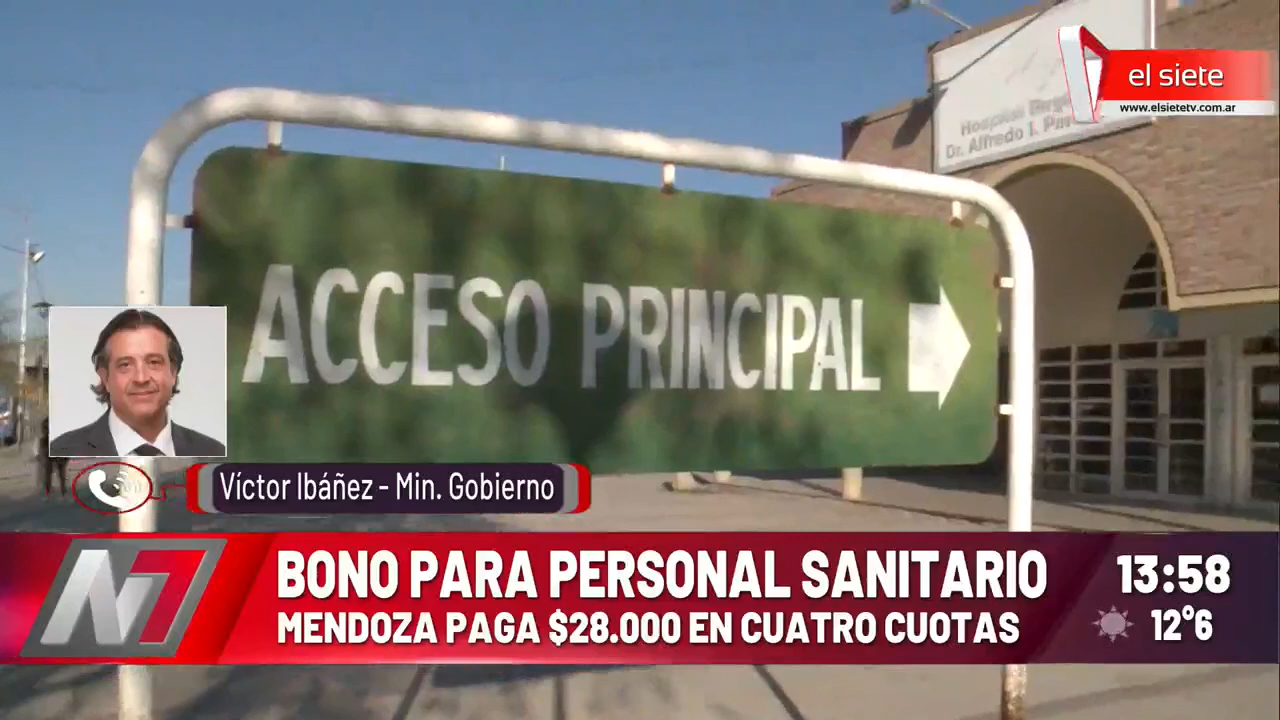 el siete
www.elsietetv.com.ar
Dr. Alfredo I.
ACCESO PRINCIPAL
Víctor Ibáñez - Min. Gobierno
N7
BONO PARA PERSONAL SANITARIO
MENDOZA PAGA $28.000 EN CUATRO CUOTAS
13:58
12°6